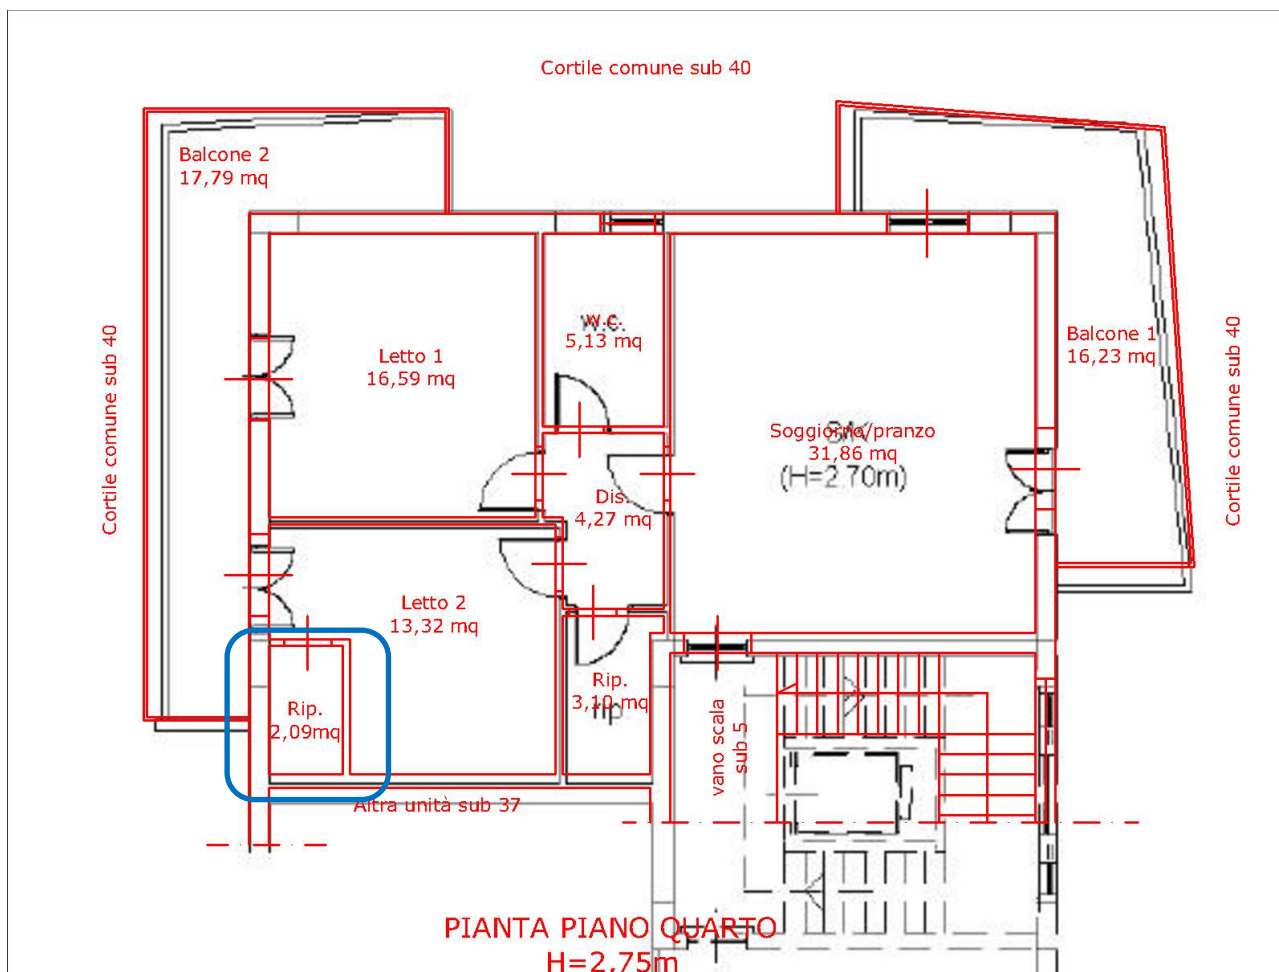 Cortile comune sub 40
Balcone 2
17,79 mq
Cortile comune sub 40
Letto 1
16,59 mq
w.c.
5,13 mq
Balcone 1
16,23 mq
Cortile comune sub 40
Soggiorno/pranzo
31,86 mq
(H=2.70m)
Dis.
4,27 mq
Letto 2
13,32 mq
Rip.
3,10 mq
rip
Rip.
2,09mq
vano scala
sub 5
Altra unità sub 37
PIANTA PIANO QUARTO
H=2,75m